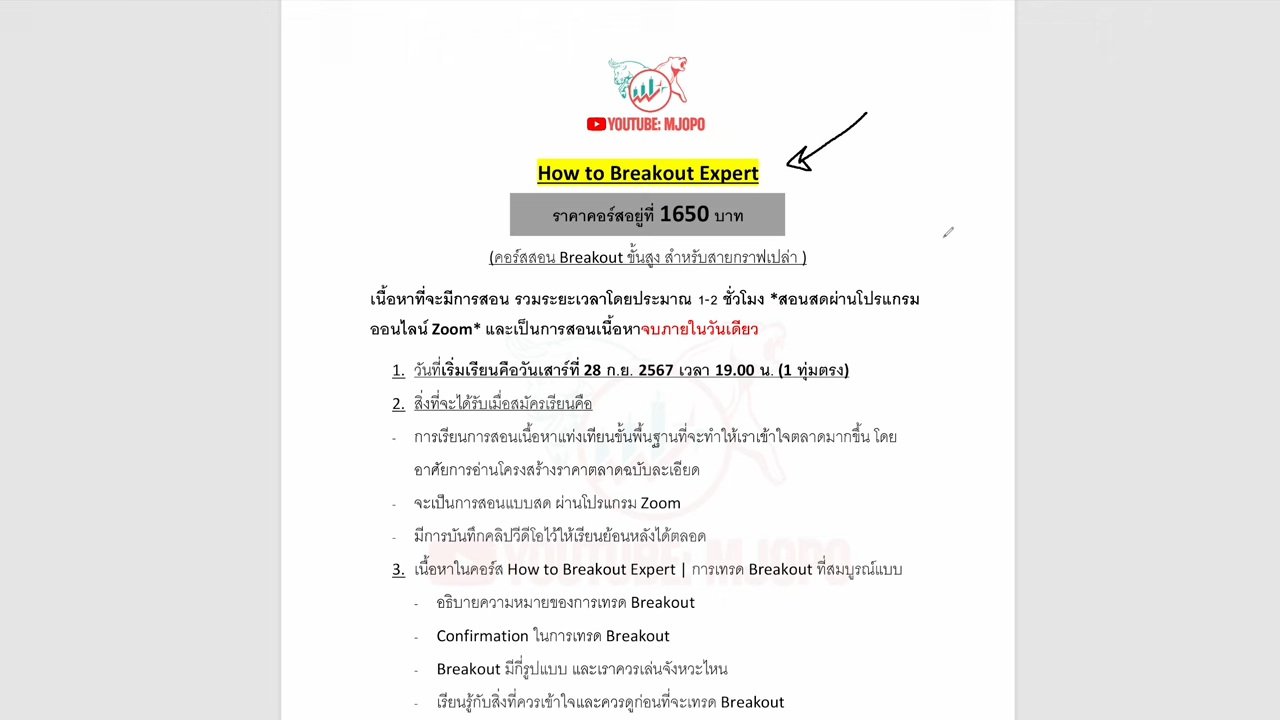 YOUTUBE: MJOPO
How to Breakout Expert
ราคาคอร์สอยู่ที่ 1650 บาท
(คอร์สสอน Breakout ขั้นสูง สำหรับสายกราฟเปล่า )
เนื้อหาที่จะมีการสอน รวมระยะเวลาโดยประมาณ 1-2 ชั่วโมง *สอนสดผ่านโปรแกรม
ออนไลน์ Zoom* และเป็นการสอนเนื้อหาจบภายในวันเดียว
1. วันที่เริ่มเรียนคือวันเสาร์ที่ 28 ก.ย. 2567 เวลา 19.00 น. (1 ทุ่มตรง)
2. สิ่งที่จะได้รับเมื่อสมัครเรียนคือ
- การเรียนการสอนเนื้อหาแท่งเทียนขั้นพื้นฐานที่จะทำให้เราเข้าใจตลาดมากขึ้น โดย
อาศัยการอ่านโครงสร้างราคาตลาดฉบับละเอียด
- จะเป็นการสอนแบบสด ผ่านโปรแกรม Zoom
- มีการบันทึกคลิปวีดีโอไว้ให้เรียนย้อนหลังได้ตลอด
YOUTUBE: MJOPO
3. เนื้อหาในคอร์ส How to Breakout Expert | การเทรด Breakout ที่สมบูรณ์แบบ
- อธิบายความหมายของการเทรด Breakout
- Confirmation ในการเทรด Breakout
- Breakout มีกี่รูปแบบ และเราควรเล่นจังหวะไหน
- เรียนรู้กับสิ่งที่ควรเข้าใจและควรดูก่อนที่จะเทรด Breakout